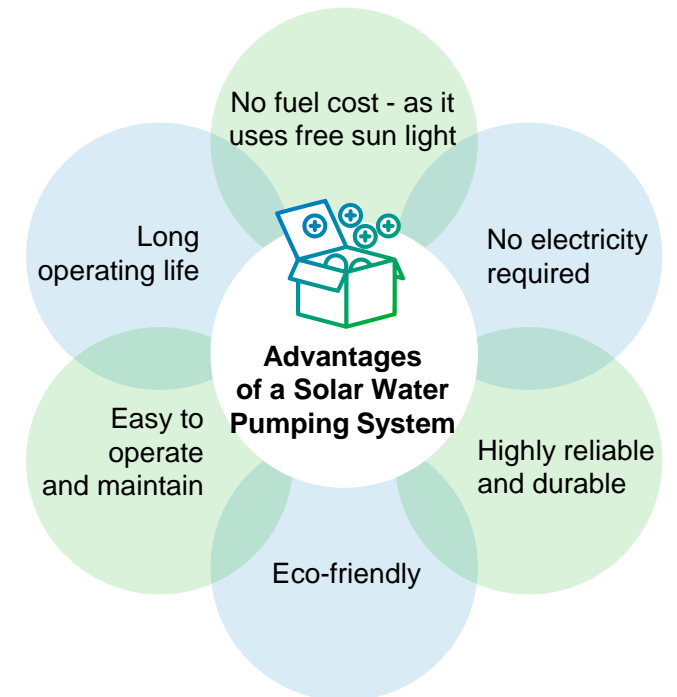 No fuel cost - as it
uses free sun light
No electricity
required
Highly reliable
and durable
Eco-friendly
Easy to
operate
and maintain
Long
operating life
Advantages
of a Solar Water
Pumping System